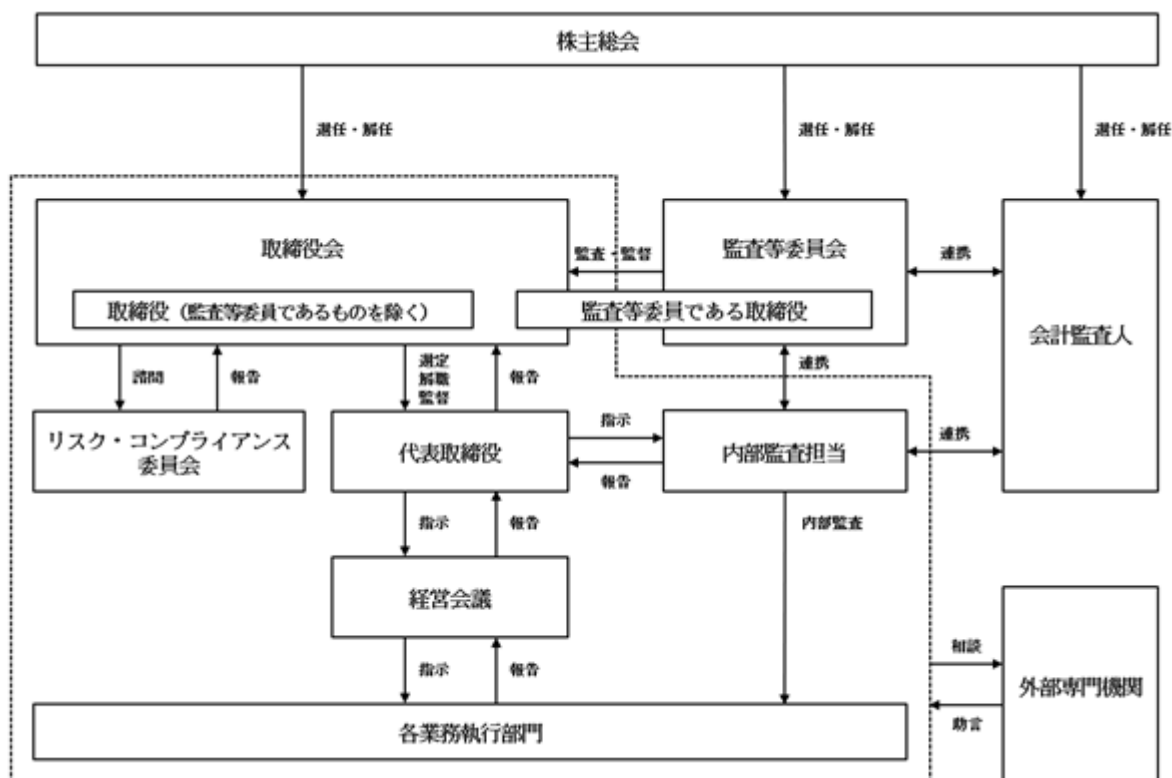 株主総会
選任・解任
選任・解任
選任・解任
取締役会
監査・監督
監査等委員会
連携
取締役（監査等委員であるものを除く）
監査等委員である取締役
会計監査人
諮問
報告
選定
解職
監督
報告
連携
リスク・コンプライアンス
委員会
代表取締役
指示
報告
内部監査担当
連携
指示
報告
内部監査
経営会議
指示
報告
相談
助言
外部専門機関
各業務執行部門